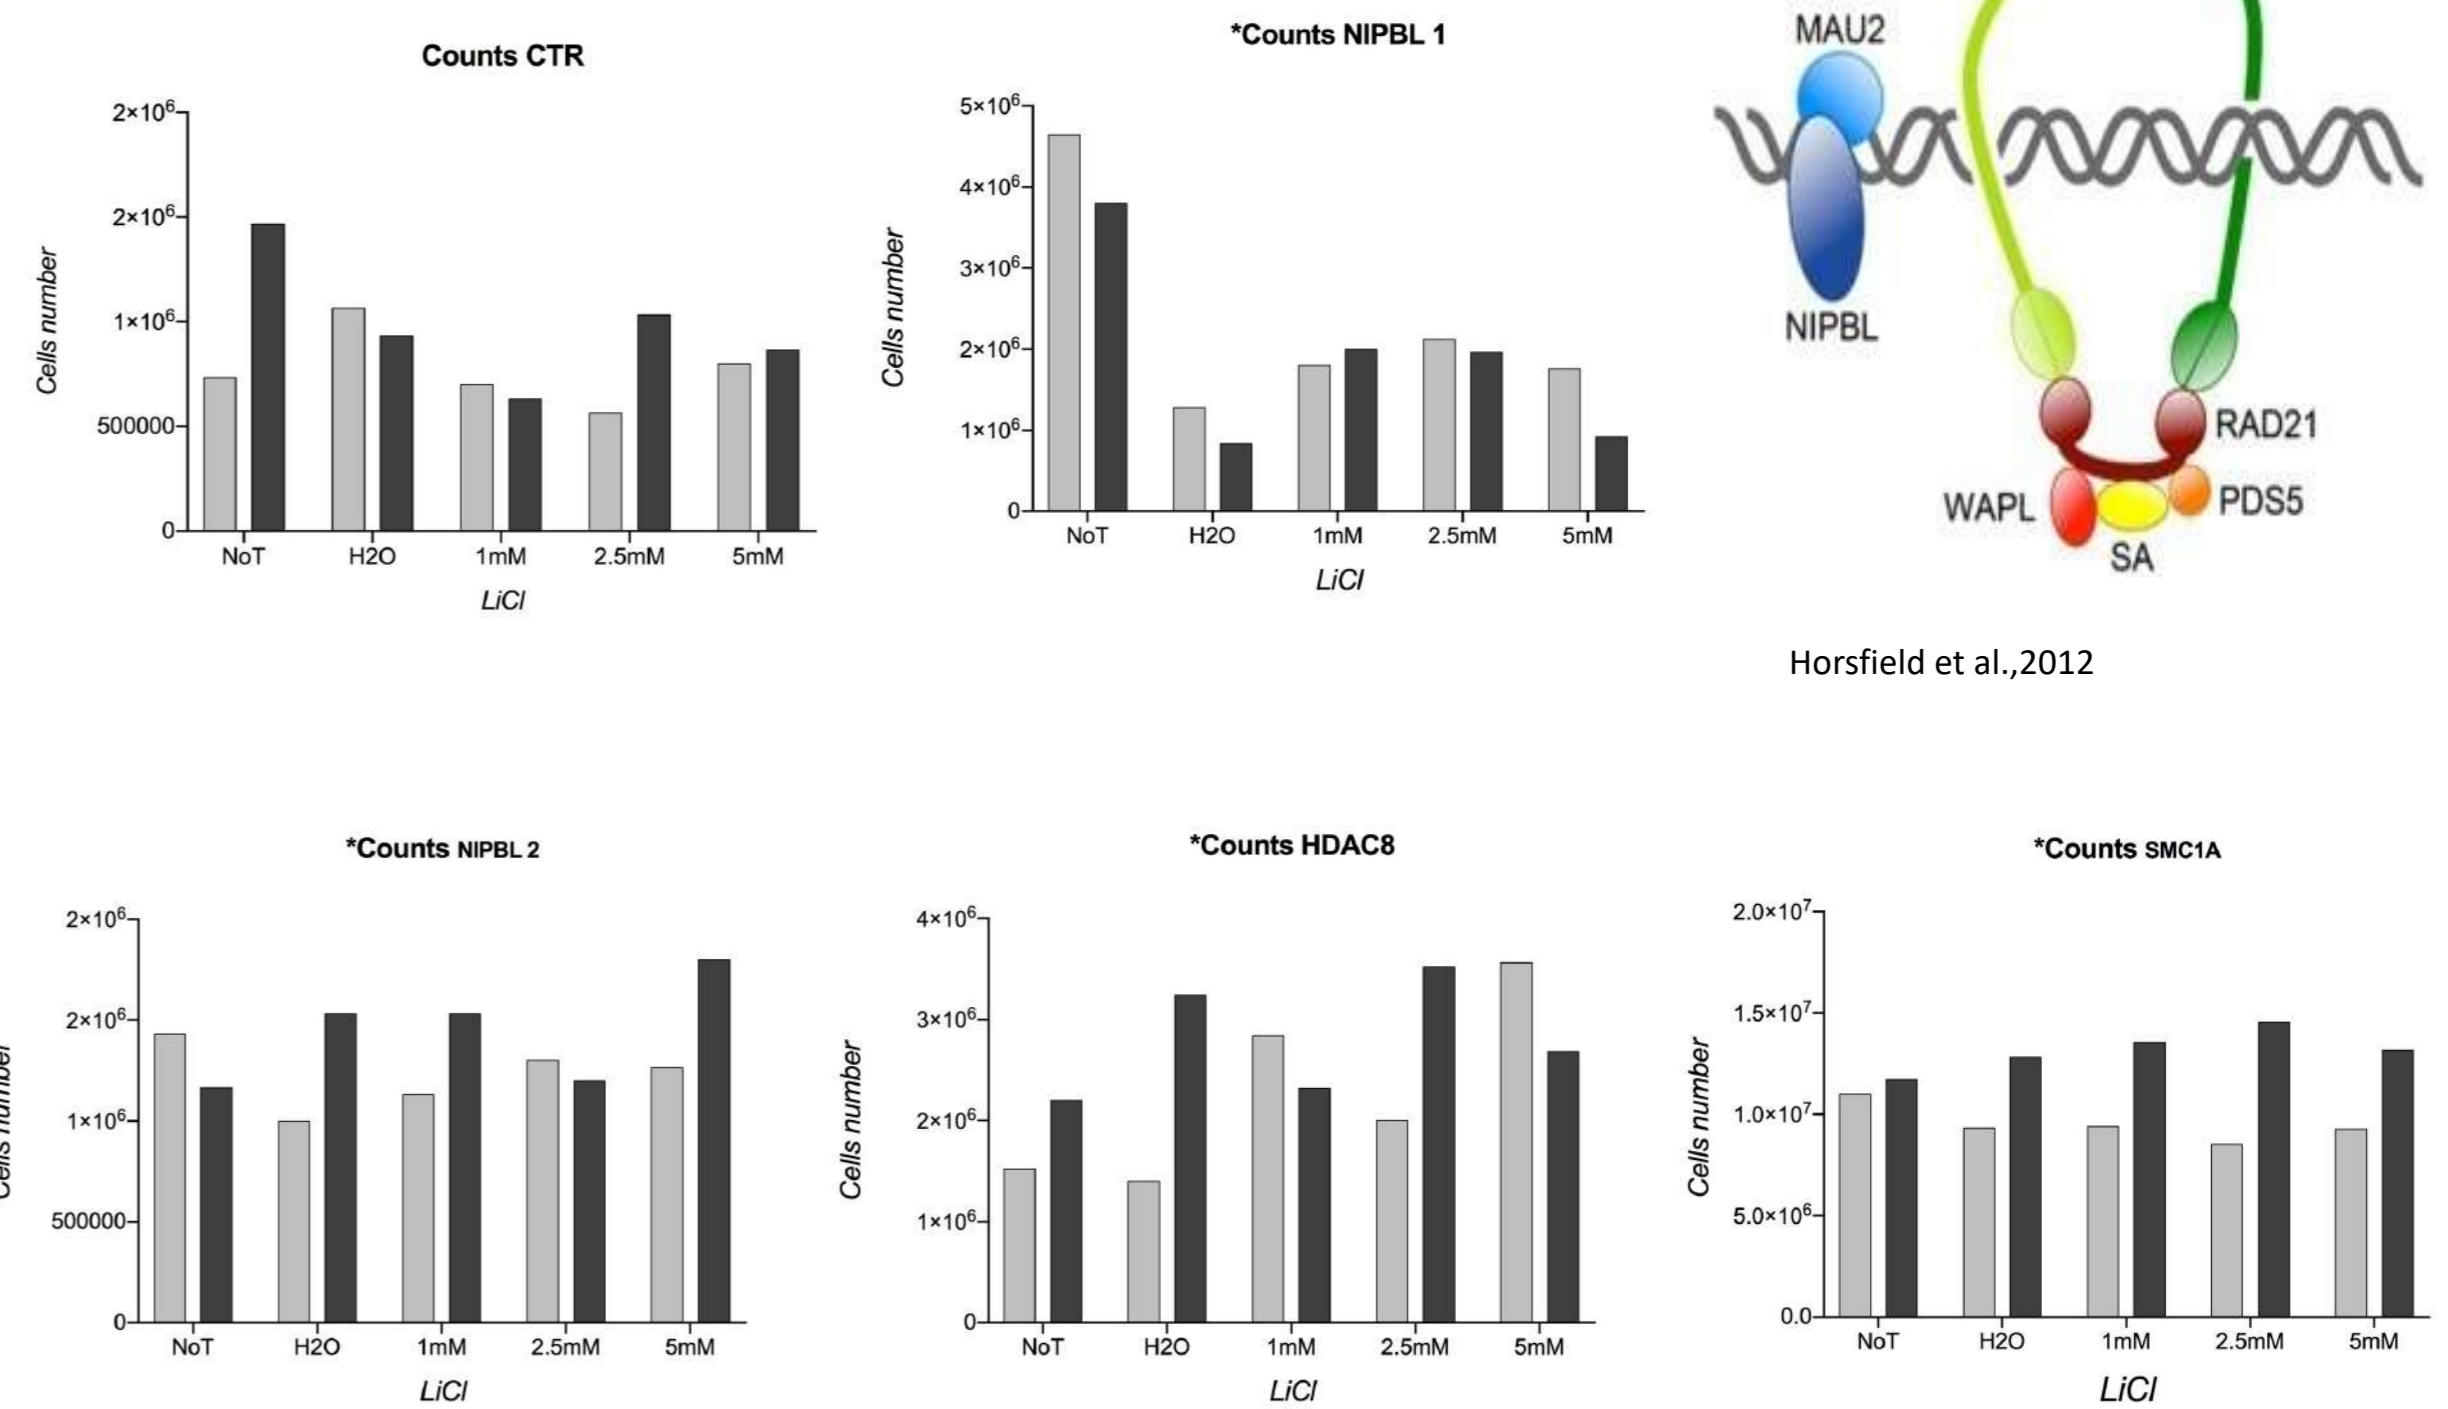 Counts CTR
Cells number
2×10⁶
2×10⁶
1×10⁶
500000
0
NoT H2O 1mM 2.5mM 5mM
LiCl
*Counts NIPBL 1
Cells number
5×10⁶
4×10⁶
3×10⁶
2×10⁶
1×10⁶
0
NoT H2O 1mM 2.5mM 5mM
LiCl
MAU2
NIPBL
RAD21
WAPL
PDS5
SA
Horsfield et al.,2012
*Counts NIPBL 2
Cells number
2×10⁶
2×10⁶
1×10⁶
500000
0
NoT H2O 1mM 2.5mM 5mM
LiCl
*Counts HDAC8
Cells number
4×10⁶
3×10⁶
2×10⁶
1×10⁶
0
NoT H2O 1mM 2.5mM 5mM
LiCl
*Counts SMC1A
Cells number
2.0×10⁷
1.5×10⁷
1.0×10⁷
5.0×10⁶
0.0
NoT H2O 1mM 2.5mM 5mM
LiCl